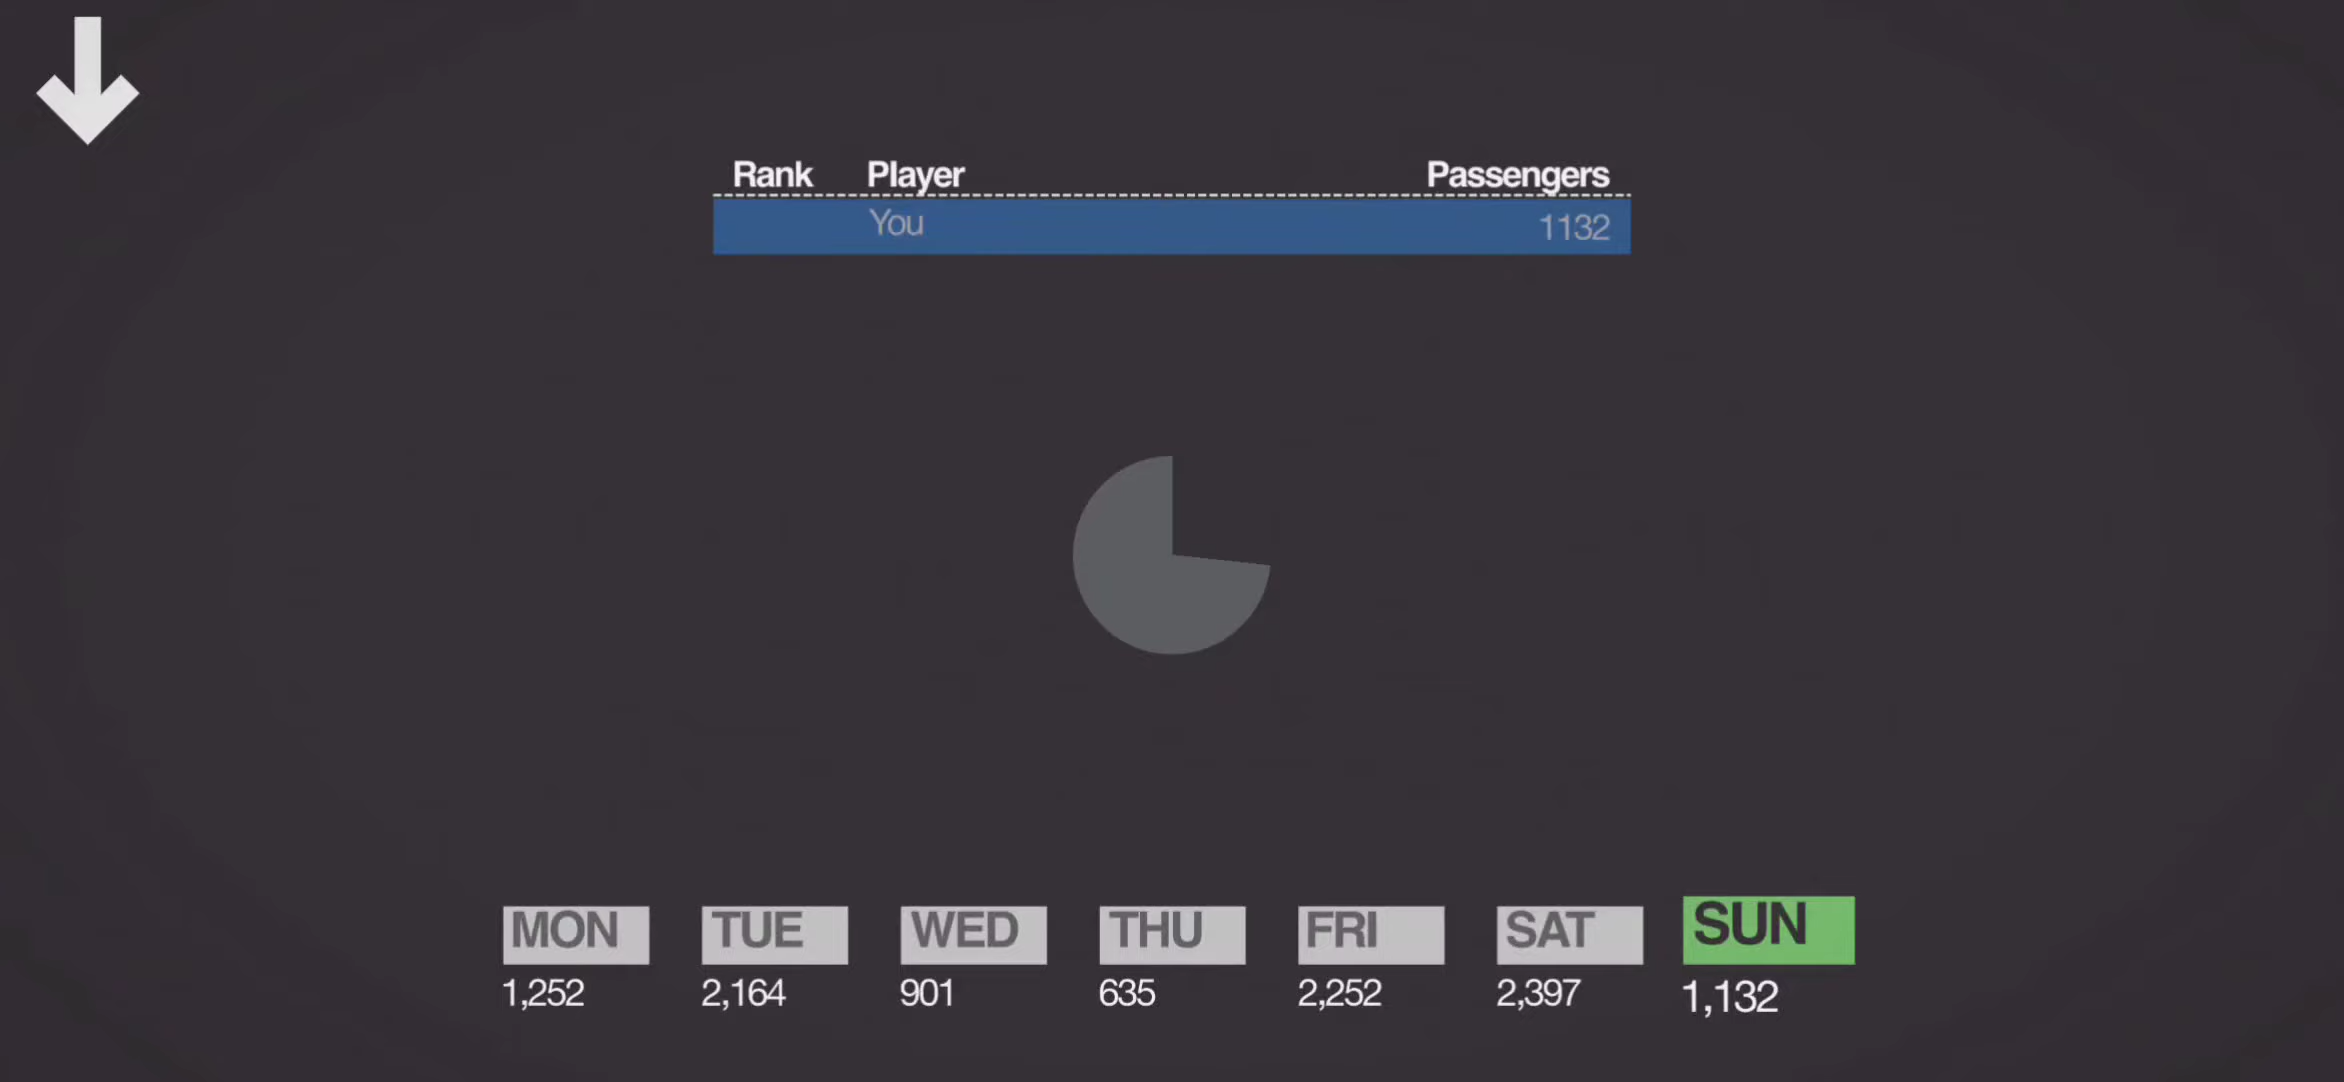 Rank Player Passengers
You 1132
MON TUE WED THU FRI SAT SUN
1,252 2,164 901 635 2,252 2,397 1,132